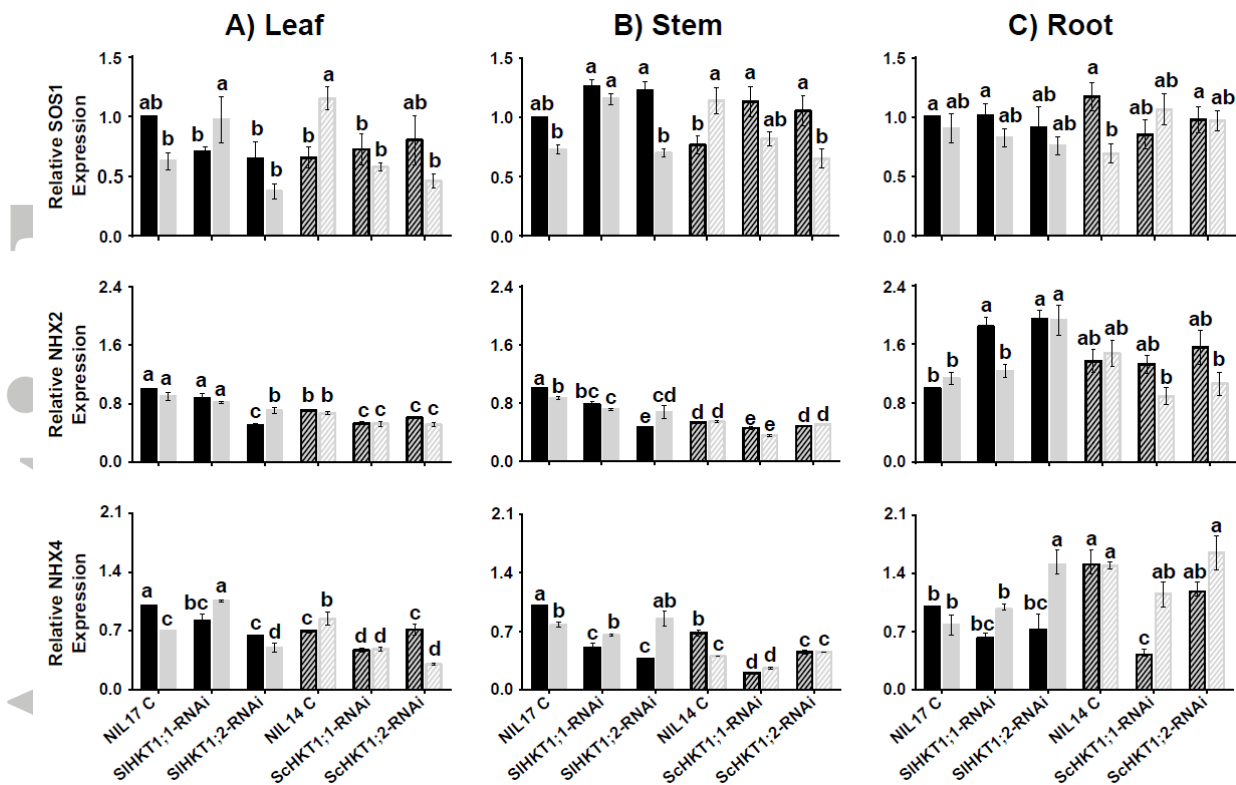 A) Leaf B) Stem C) Root
Relative SOS1
Expression
1.5 1.0 0.5 0.0
ab b b a b b b a b b b b
1.5 1.0 0.5 0.0
ab b a a a b b a a ab a b
1.5 1.0 0.5 0.0
a ab a ab ab ab a b ab ab a ab
Relative NHX2
Expression
2.4 1.6 0.8 0.0
a a a a c b b b c c c c
2.4 1.6 0.8 0.0
a b bc c e cd d d e e d d
2.4 1.6 0.8 0.0
b b a b a a ab ab ab b ab b
Relative NHX4
Expression
2.1 1.4 0.7 0.0
a c bc a c d c b d d c d
2.1 1.4 0.7 0.0
a b c b c ab b c d d c c
2.1 1.4 0.7 0.0
b b bc b b a a a c ab ab a
NIL17 C SlHKT1;1-RNAi SlHKT1;2-RNAi NIL14 C ScHKT1;1-RNAi ScHKT1;2-RNAi
NIL17 C SlHKT1;1-RNAi SlHKT1;2-RNAi NIL14 C ScHKT1;1-RNAi ScHKT1;2-RNAi
NIL17 C SlHKT1;1-RNAi SlHKT1;2-RNAi NIL14 C ScHKT1;1-RNAi ScHKT1;2-RNAi